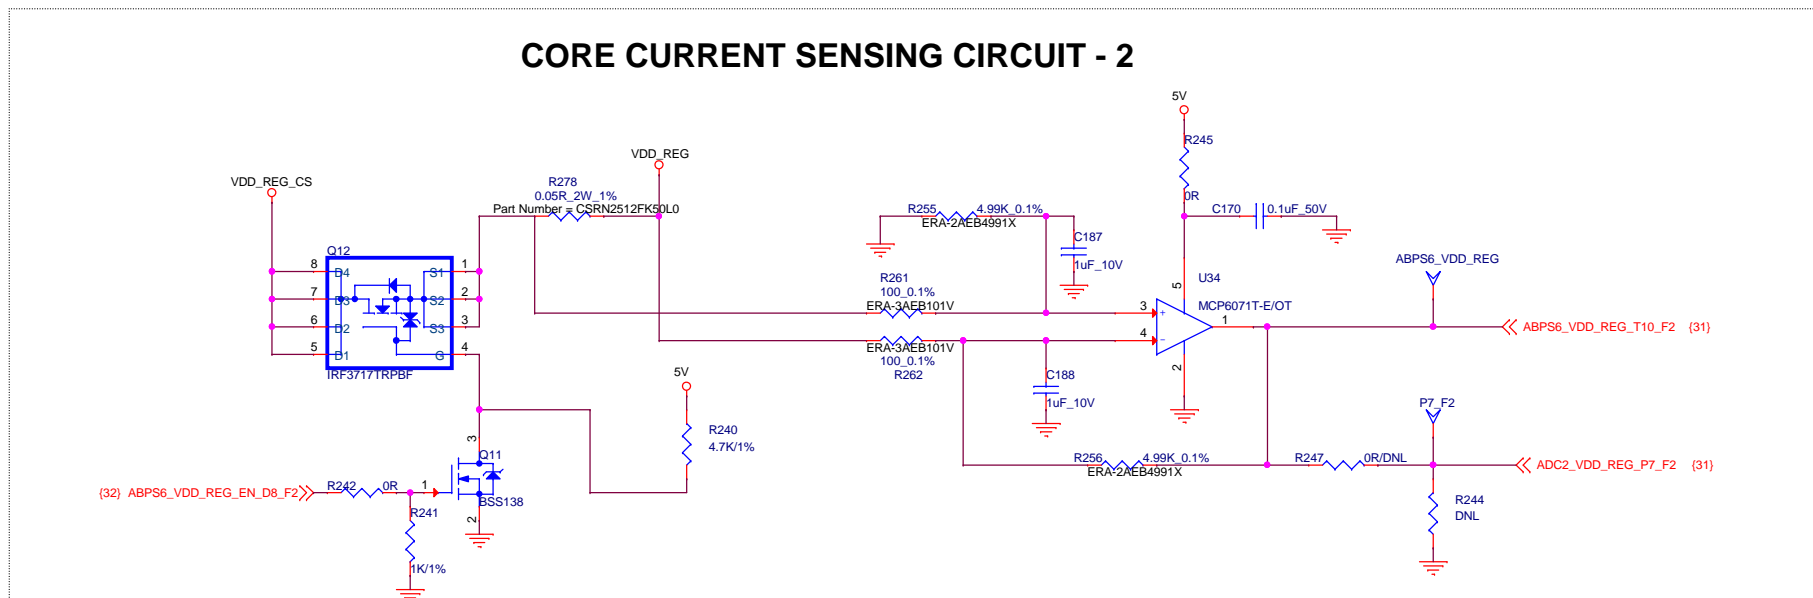 CORE CURRENT SENSING CIRCUIT - 2
5V
R245
0R
VDD_REG
VDD_REG_CS
R278
0.05R_2W_1%
Part Number = CSRN2512FK50L0
R255
4.99K_0.1%
ERA-2AEB4991X
C170
0.1uF_50V
C187
1uF_10V
Q12
8
D4
S1
1
7
D3
S2
2
6
D2
S3
3
5
D1
G
4
IRF3717TRPBF
R261
100_0.1%
ERA-3AEB101V
ERA-3AEB101V
100_0.1%
R262
U34
MCP6071T-E/OT
5
3
+
1
4
-
2
ABPS6_VDD_REG
ABPS6_VDD_REG_T10_F2 {31}
C188
1uF_10V
5V
R240
4.7K/1%
P7_F2
3
Q11
1
BSS138
2
R256
4.99K_0.1%
ERA-2AEB4991X
R247
0R/DNL
ADC2_VDD_REG_P7_F2 {31}
{32} ABPS6_VDD_REG_EN_D8_F2
R242
0R
R241
1K/1%
R244
DNL